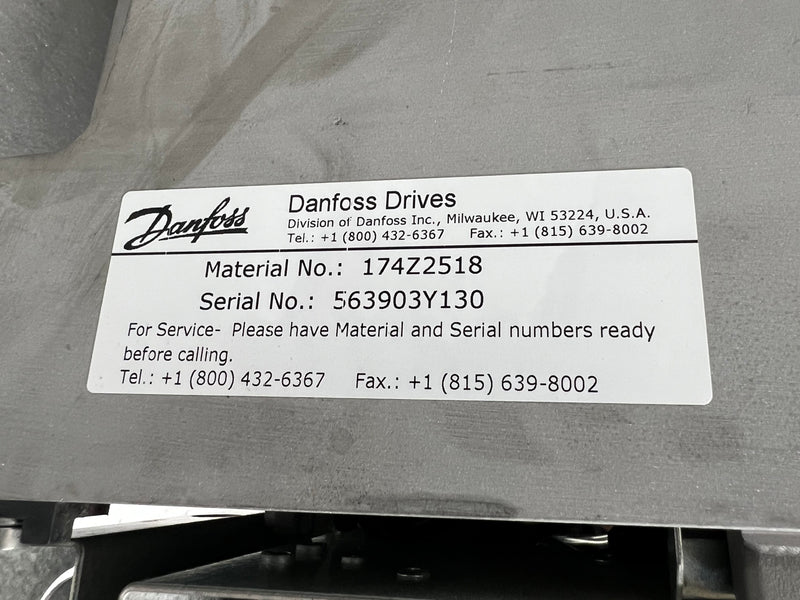 Danfoss
Danfoss Drives
Division of Danfoss Inc., Milwaukee, WI 53224, U.S.A.
Tel.: +1 (800) 432-6367 Fax.: +1 (815) 639-8002
Material No.: 174Z2518
Serial No.: 563903Y130
For Service- Please have Material and Serial numbers ready
before calling.
Tel.: +1 (800) 432-6367 Fax.: +1 (815) 639-8002